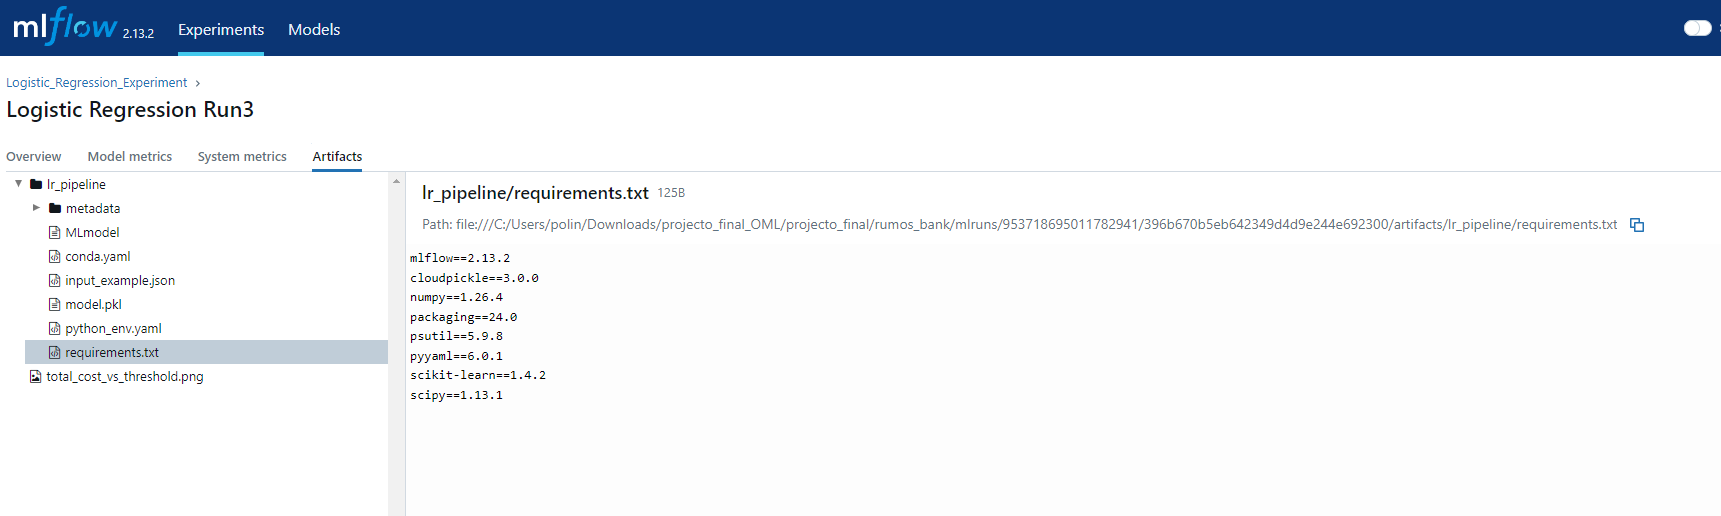 mlflow 2.13.2 Experiments Models
Logistic_Regression_Experiment
Logistic Regression Run3
Overview Model metrics System metrics Artifacts
lr_pipeline
metadata
MLmodel
conda.yaml
input_example.json
model.pkl
python_env.yaml
requirements.txt
total_cost_vs_threshold.png
lr_pipeline/requirements.txt 125B
Path: file:///C:/Users/polin/Downloads/projecto_final_OML/projecto_final/rumos_bank/mlruns/953718695011782941/396b670b5eb642349d4d9e244e692300/artifacts/lr_pipeline/requirements.txt
mlflow==2.13.2
cloudpickle==3.0.0
numpy==1.26.4
packaging==24.0
psutil==5.9.8
pyyaml==6.0.1
scikit-learn==1.4.2
scipy==1.13.1